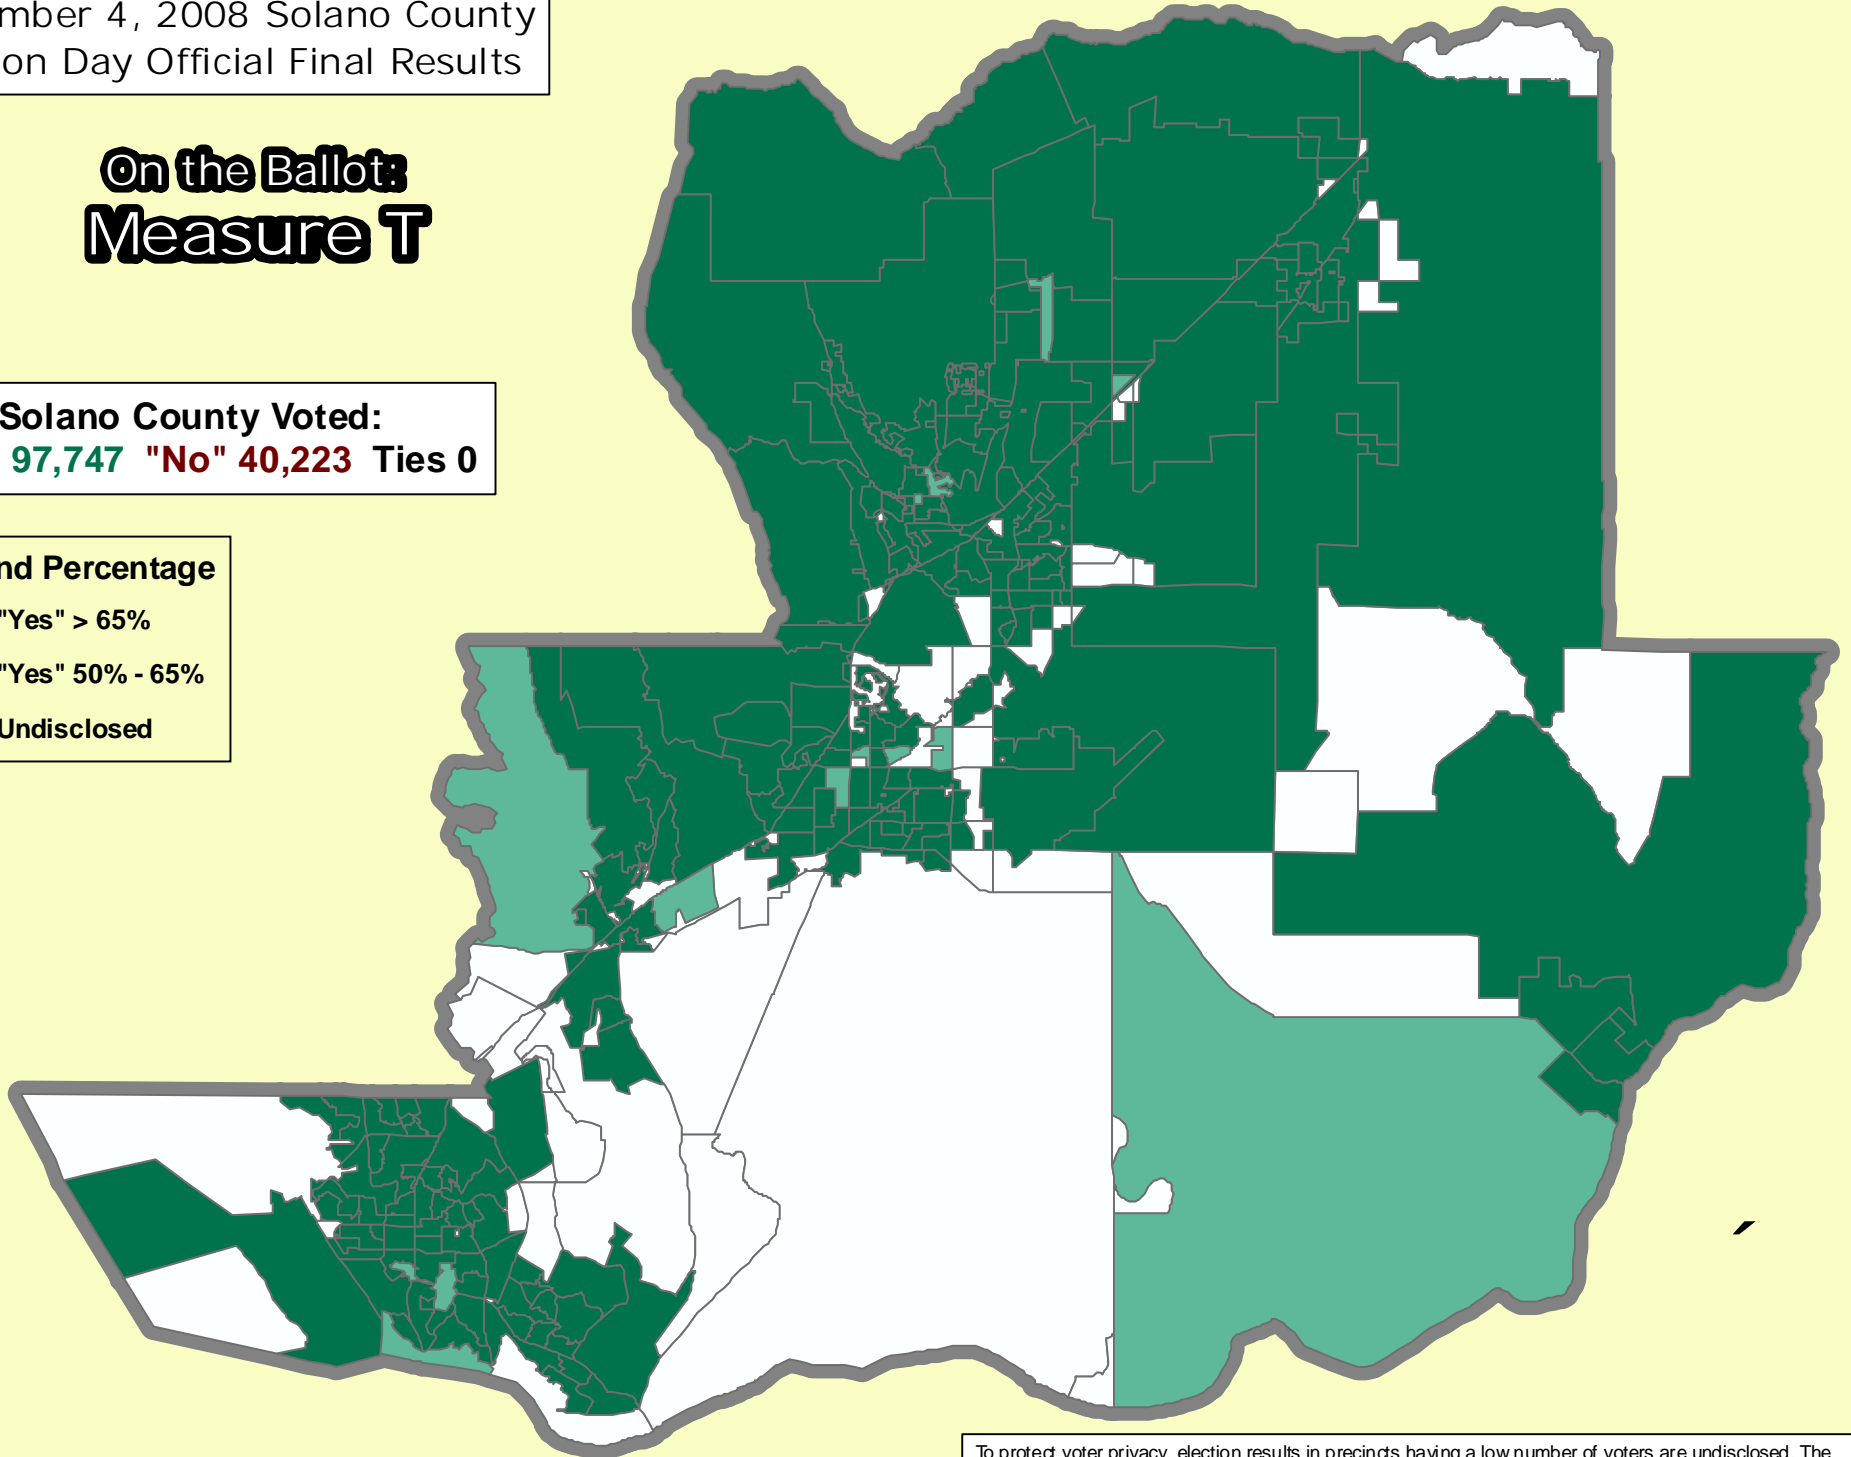 mber 4, 2008 Solano County
on Day Official Final Results
On the Ballot:
Measure T
Solano County Voted:
97,747 "No" 40,223 Ties 0
nd Percentage
"Yes" > 65%
"Yes" 50% - 65%
Undisclosed
To protect voter privacy, election results in precincts having a low number of voters are undisclosed. The